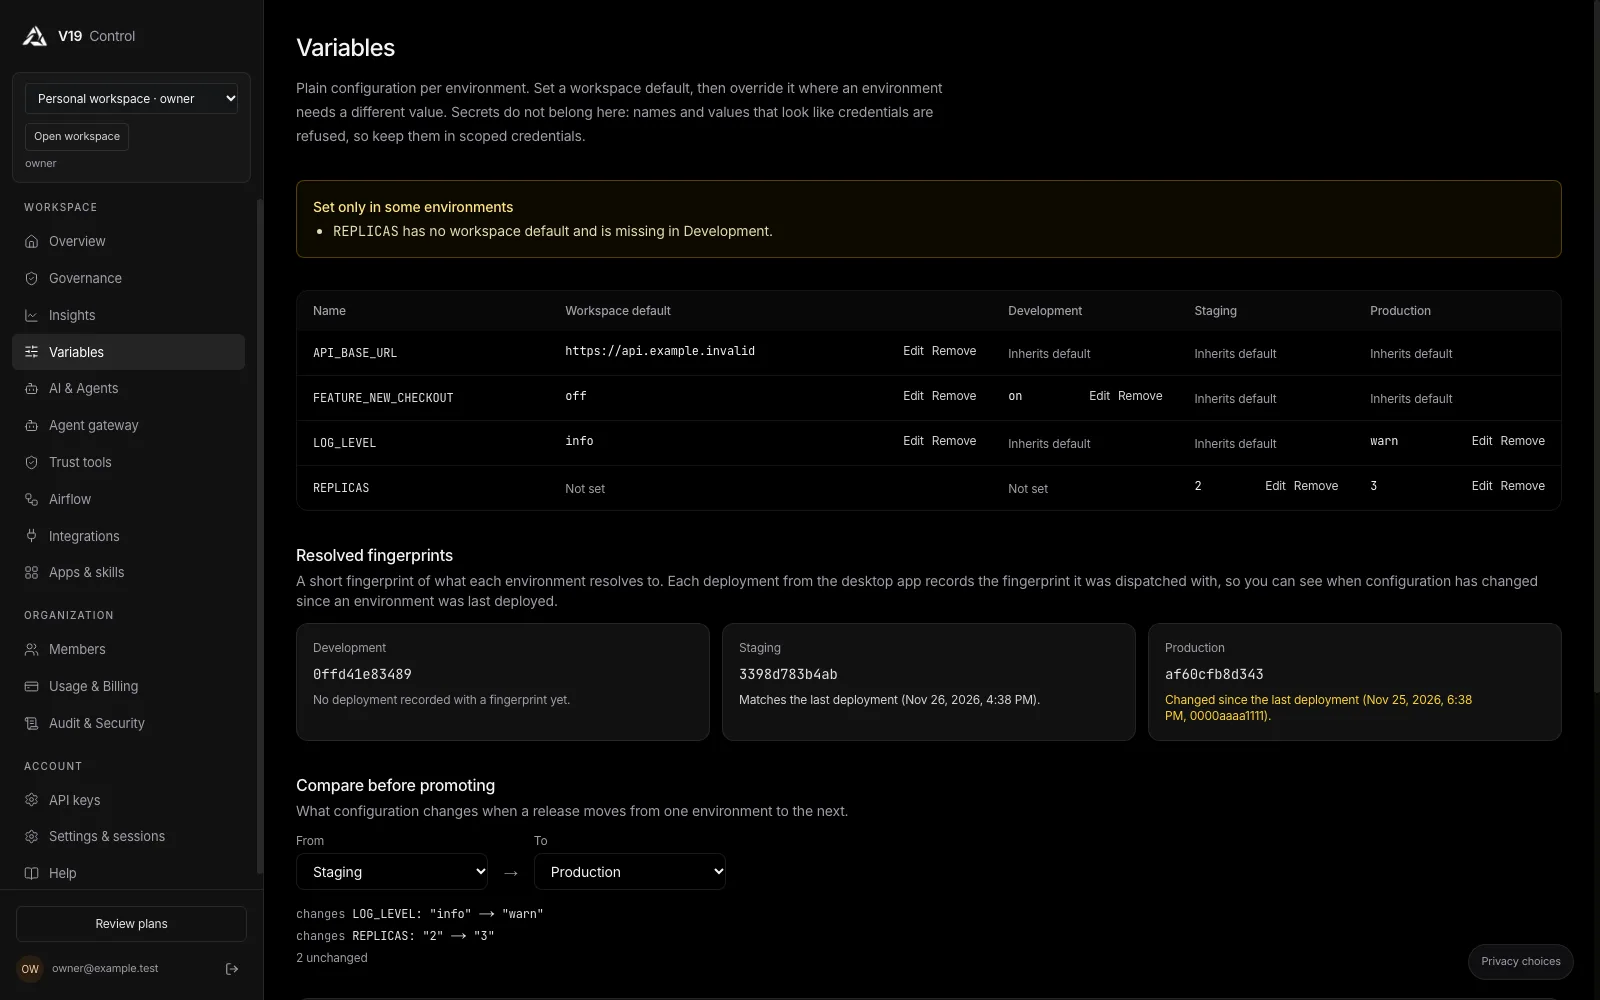 V19 Control
Personal workspace · owner
Open workspace
owner
WORKSPACE
Overview
Governance
Insights
Variables
AI & Agents
Agent gateway
Trust tools
Airflow
Integrations
Apps & skills
ORGANIZATION
Members
Usage & Billing
Audit & Security
ACCOUNT
API keys
Settings & sessions
Help
Review plans
OW owner@example.test
Variables
Plain configuration per environment. Set a workspace default, then override it where an environment
needs a different value. Secrets do not belong here: names and values that look like credentials are
refused, so keep them in scoped credentials.
Set only in some environments
• REPLICAS has no workspace default and is missing in Development.
Name Workspace default Development Staging Production
API_BASE_URL https://api.example.invalid Edit Remove Inherits default Inherits default Inherits default
FEATURE_NEW_CHECKOUT off Edit Remove on Edit Remove Inherits default Inherits default
LOG_LEVEL info Edit Remove Inherits default Inherits default warn Edit Remove
REPLICAS Not set Not set 2 Edit Remove 3 Edit Remove
Resolved fingerprints
A short fingerprint of what each environment resolves to. Each deployment from the desktop app records the fingerprint it was dispatched with, so you can see when configuration has changed
since an environment was last deployed.
Development
0ffd41e83489
No deployment recorded with a fingerprint yet.
Staging
3398d783b4ab
Matches the last deployment (Nov 26, 2026, 4:38 PM).
Production
af60cfb8d343
Changed since the last deployment (Nov 25, 2026, 6:38
PM, 0000aaaa1111).
Compare before promoting
What configuration changes when a release moves from one environment to the next.
From To
Staging → Production
changes LOG_LEVEL: "info" → "warn"
changes REPLICAS: "2" → "3"
2 unchanged
Privacy choices